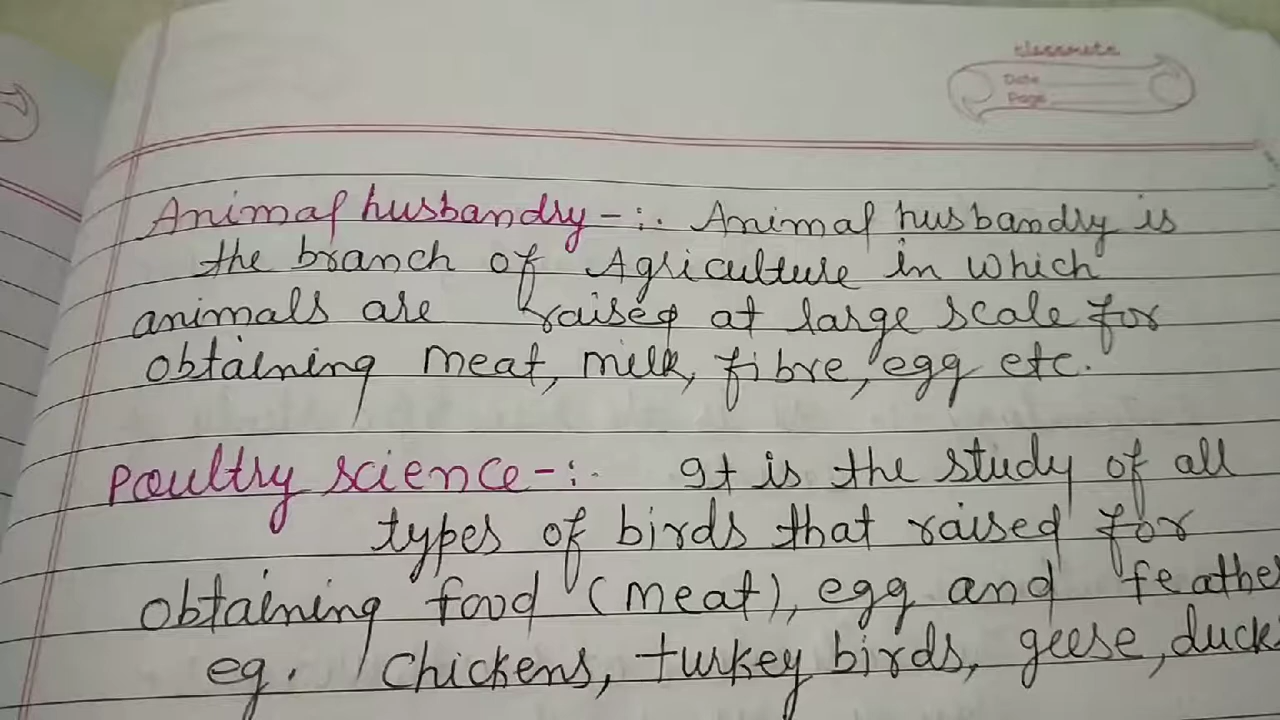 classmate
Date
Page
Animal husbandry -:. Animal husbandry is
the branch of Agriculture in which
animals are raised at large scale for
obtaining meat, milk, fibre, egg etc.
Poultry science -:. It is the study of all
types of birds that raised for
obtaining food (meat), egg and feathe
eg. Chickens, turkey birds, geese, duck